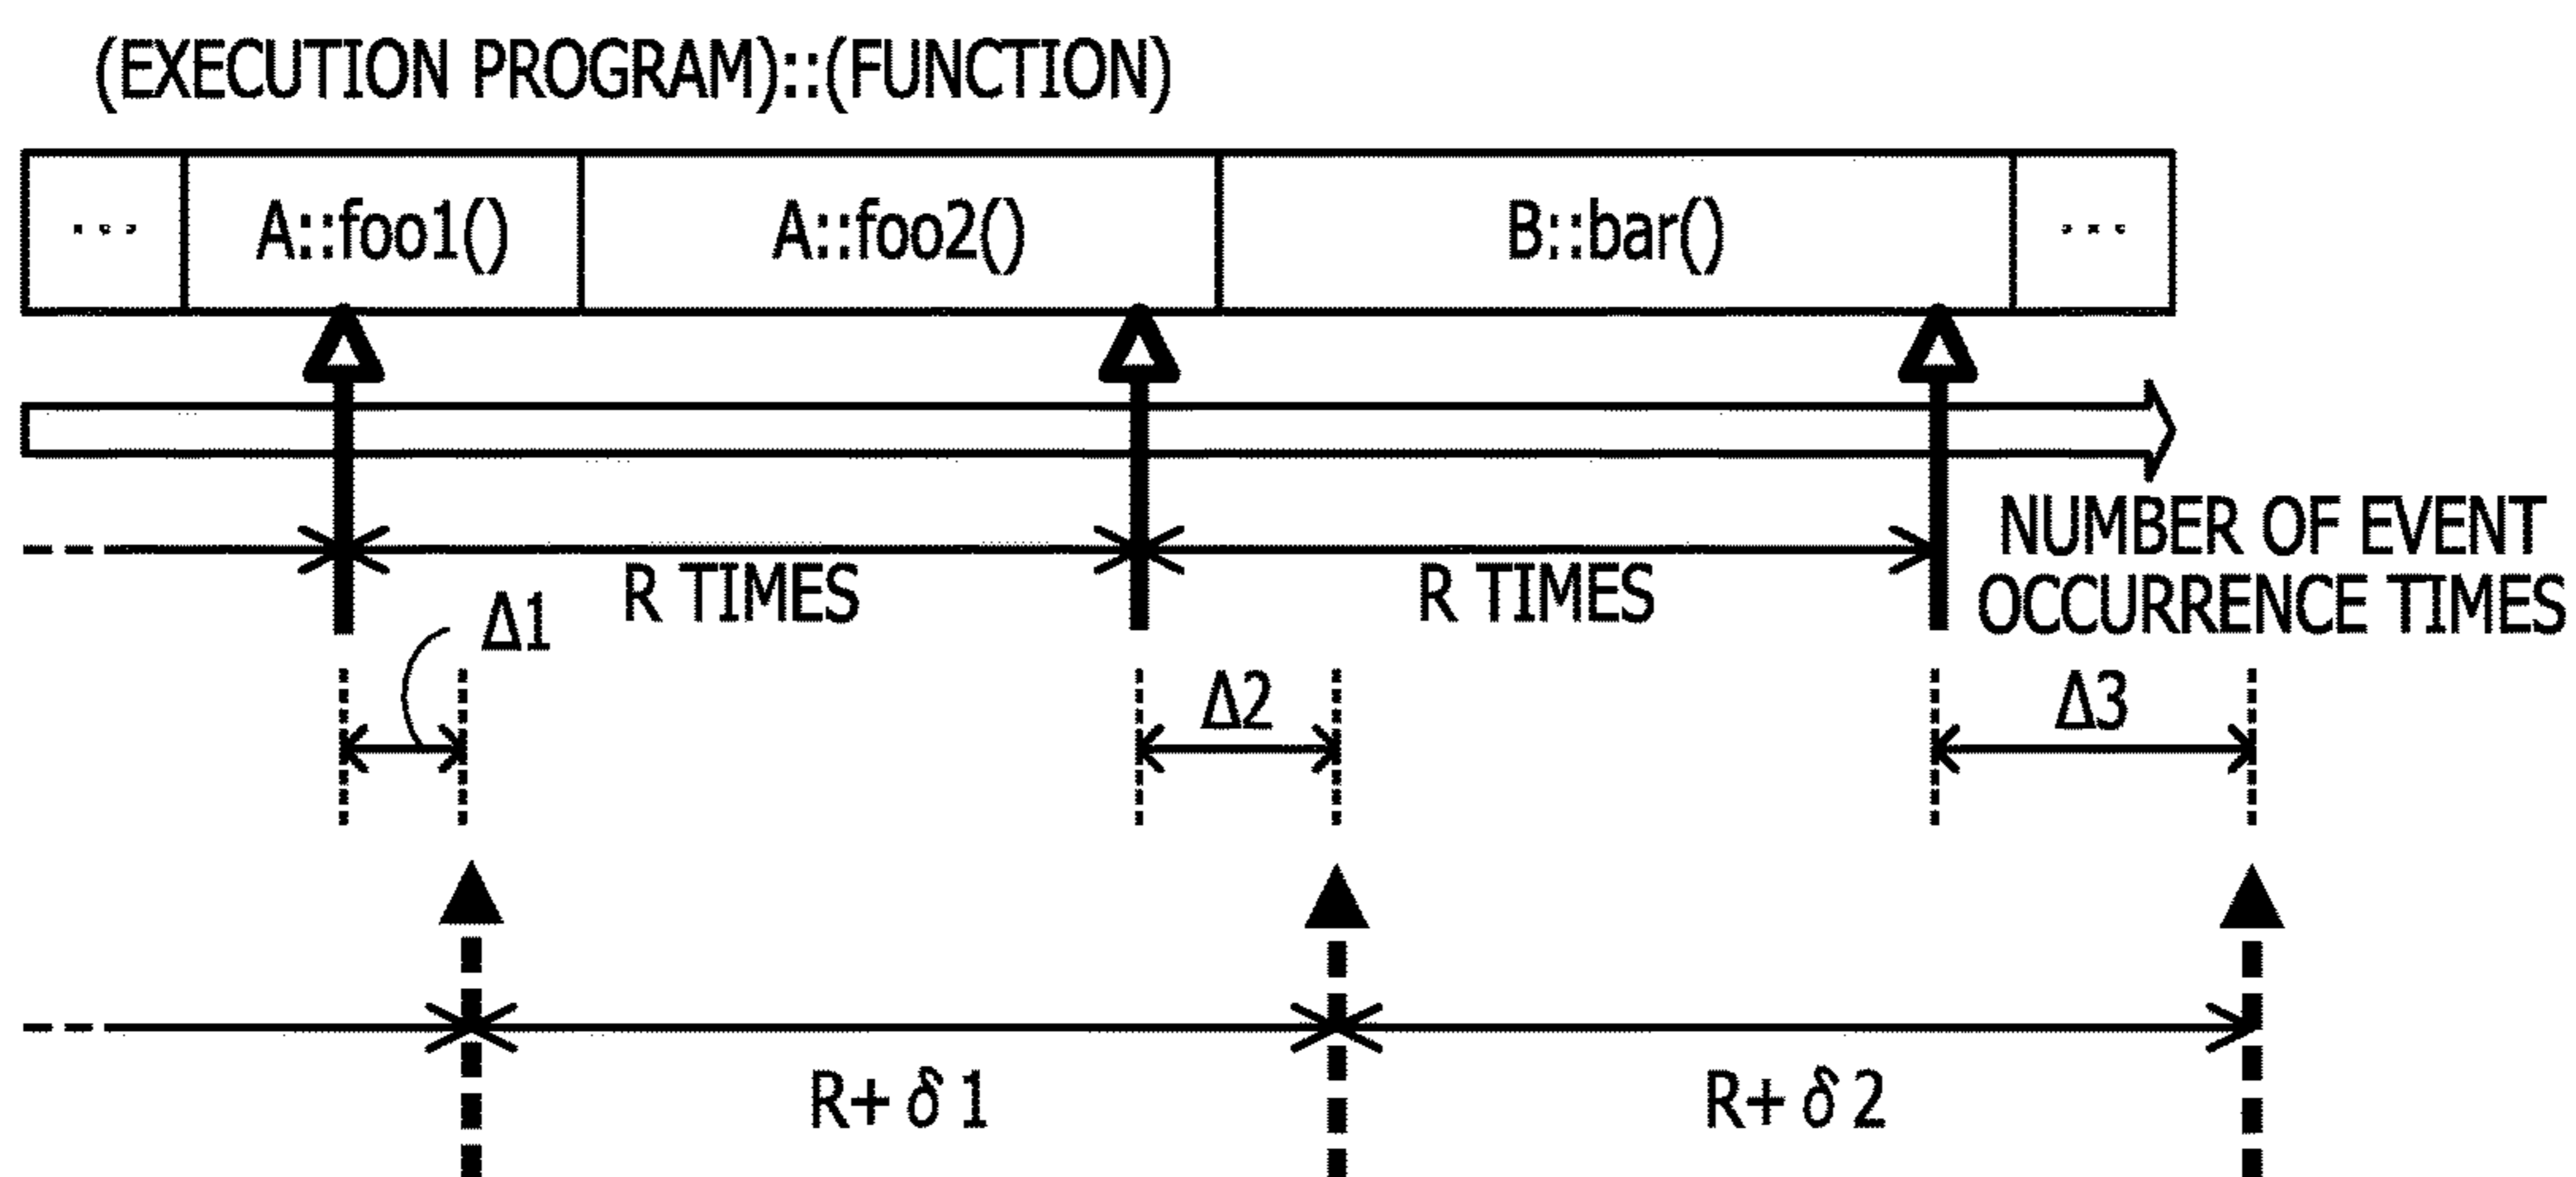 (EXECUTION PROGRAM)::(FUNCTION)
... A::foo1() A::foo2() B::bar() ...
NUMBER OF EVENT
OCCURRENCE TIMES
R TIMES R TIMES
Δ1
Δ2 Δ3
R+ δ 1 R+ δ 2